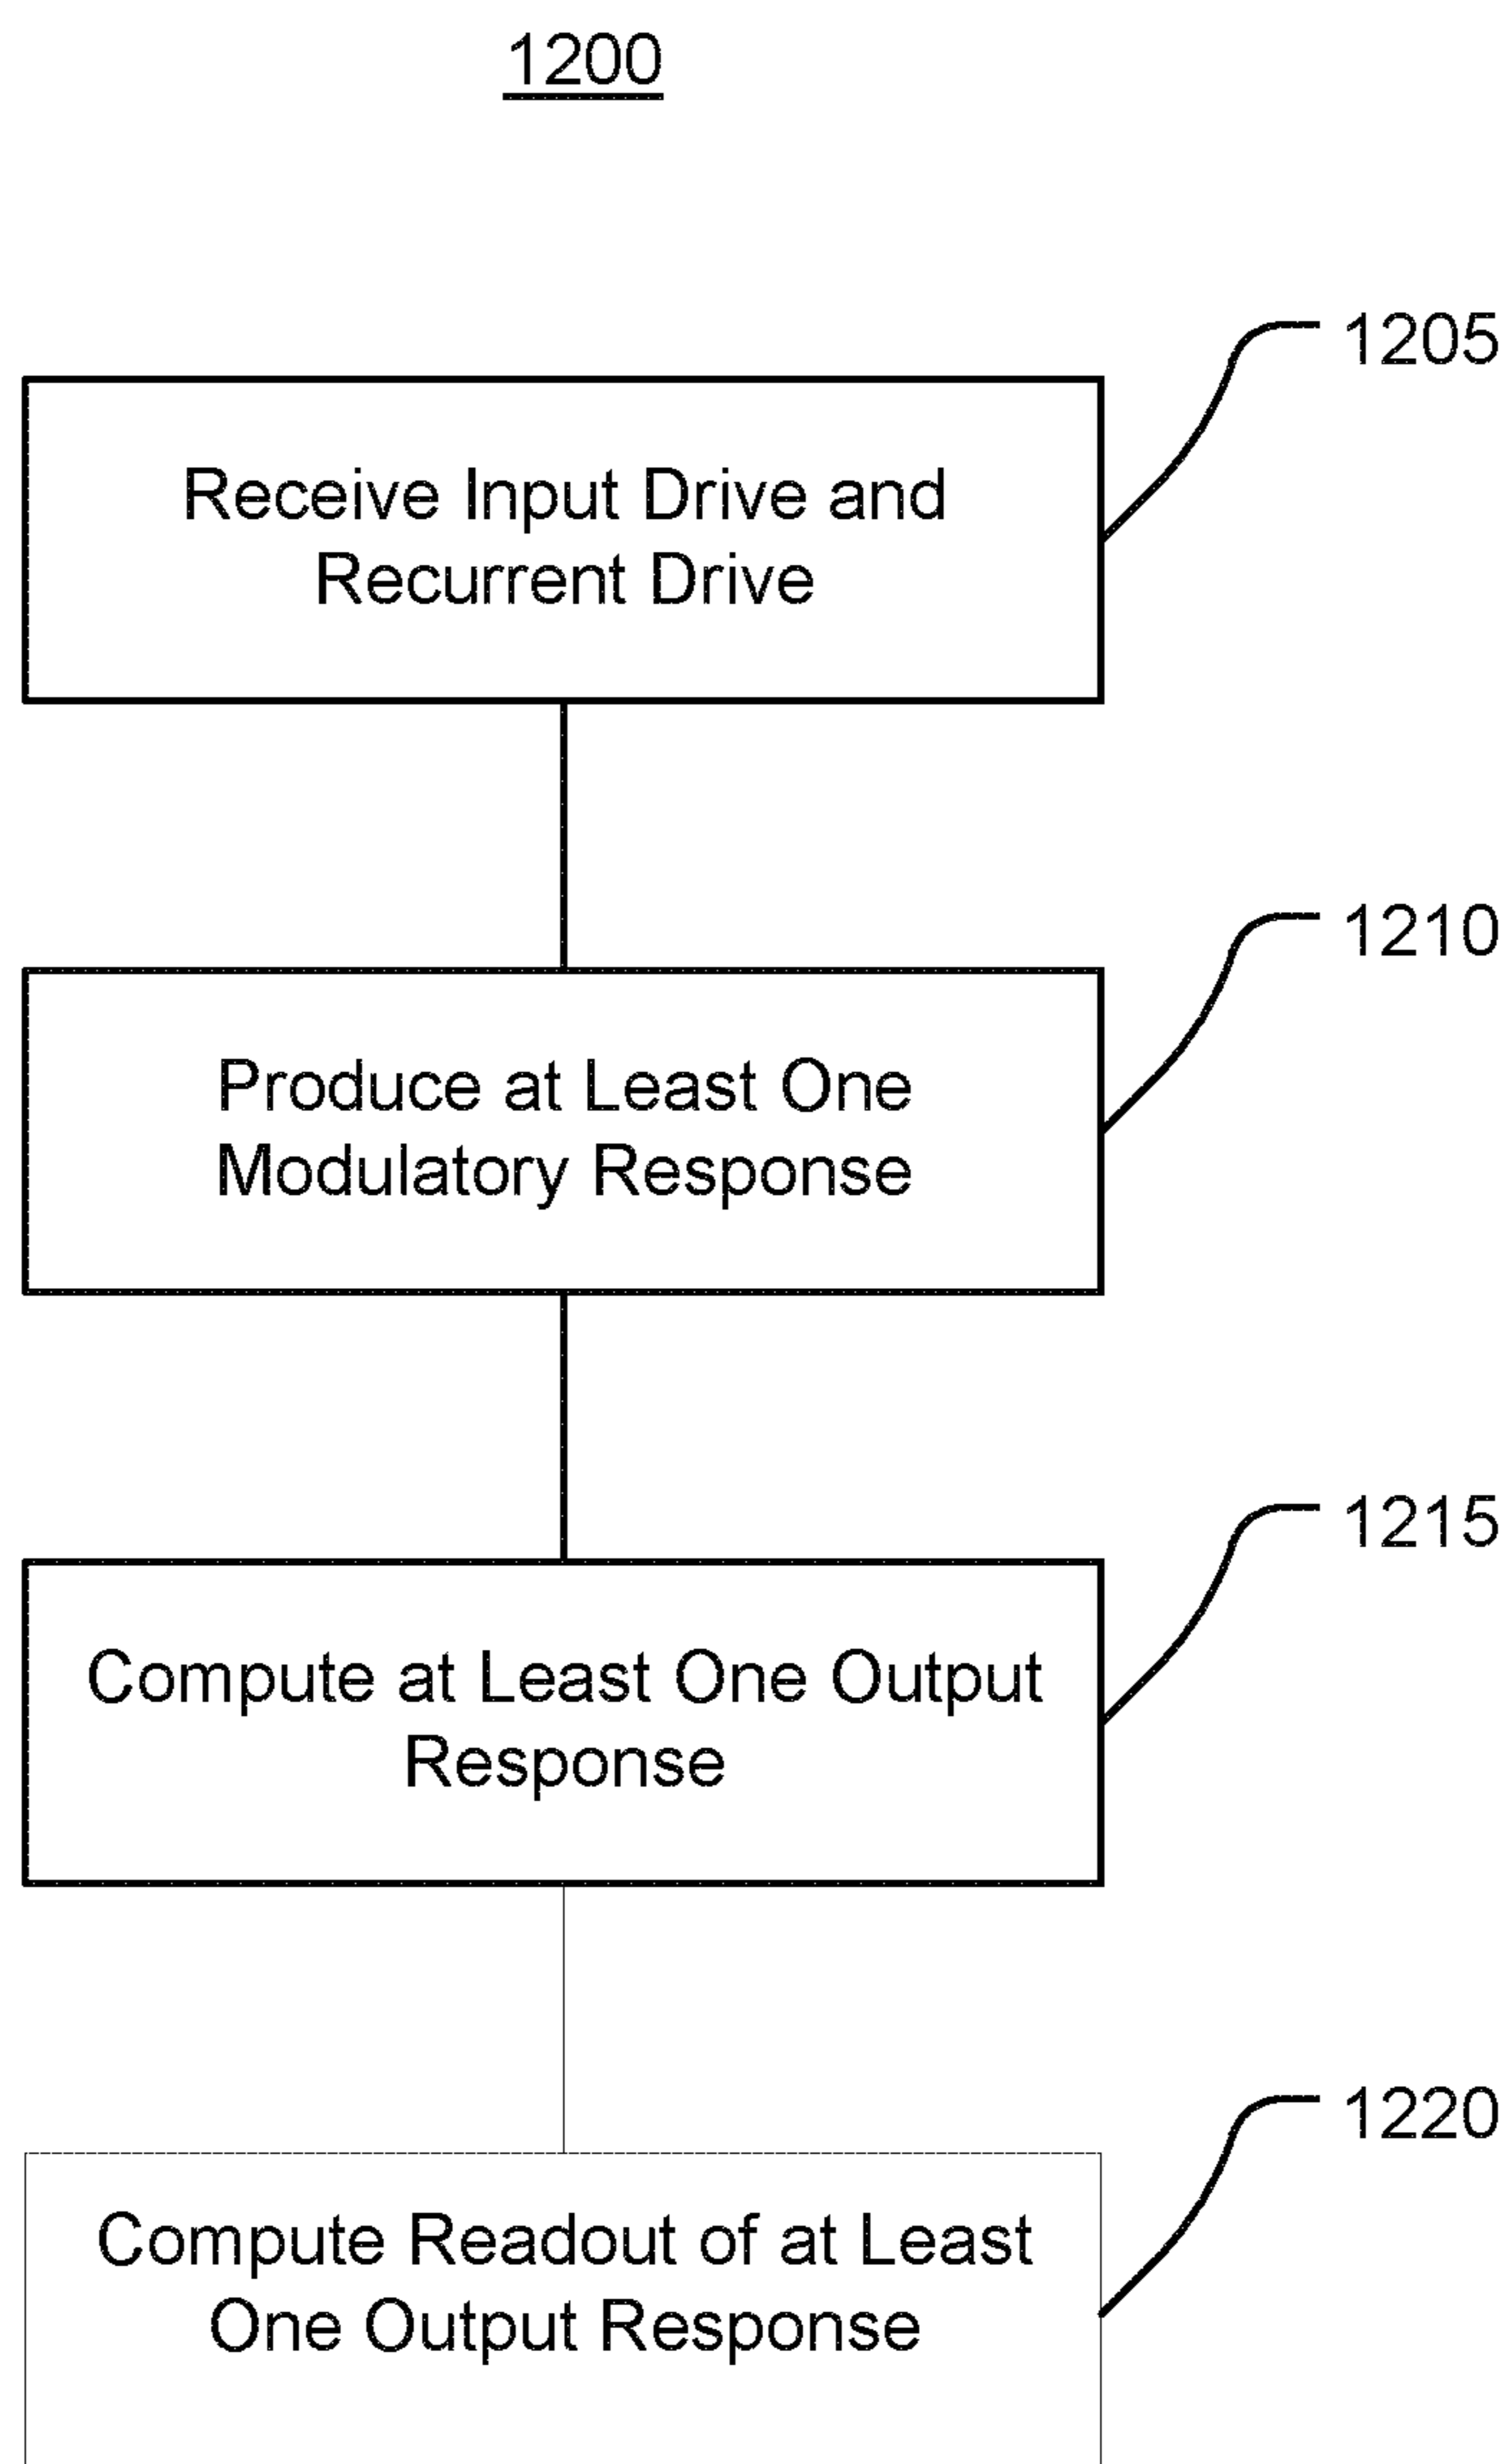 1200
1205
Receive Input Drive and
Recurrent Drive
1210
Produce at Least One
Modulatory Response
1215
Compute at Least One Output
Response
1220
Compute Readout of at Least
One Output Response